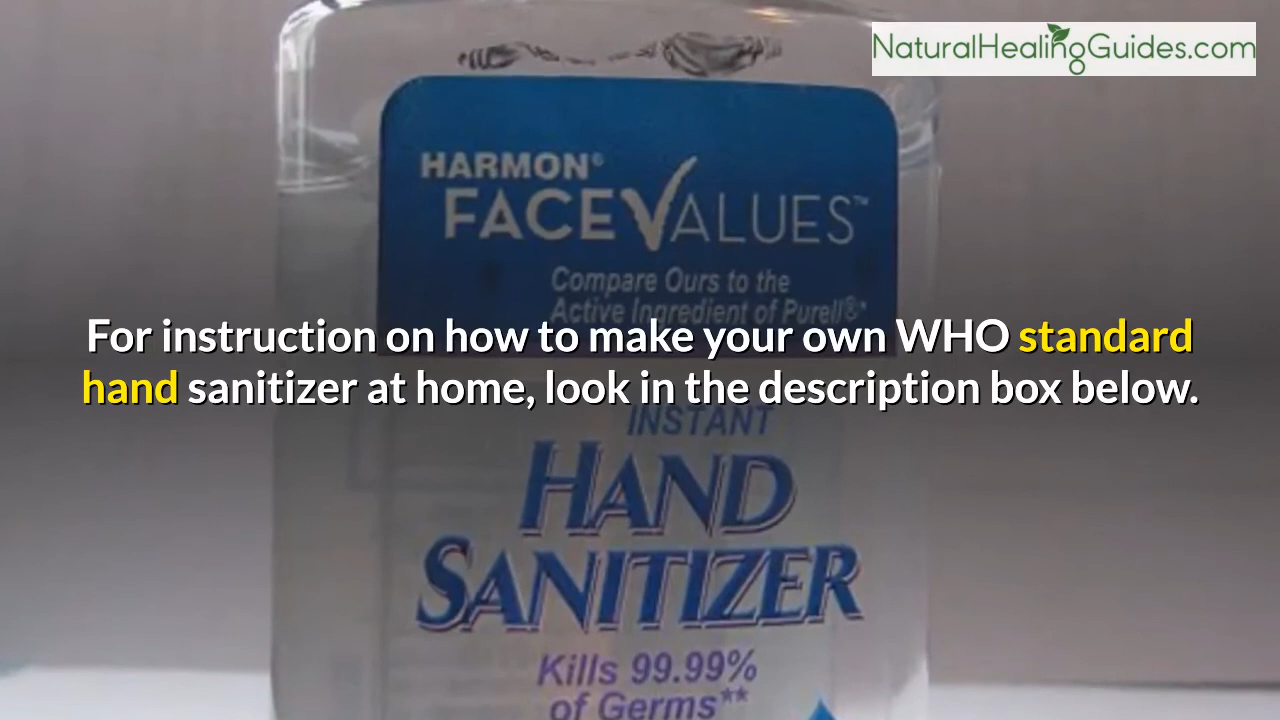 NaturalHealingGuides.com
HARMON®
FACE VALUES™
Compare Ours to the
Active Ingredient of Purell®*
For instruction on how to make your own WHO standard
hand sanitizer at home, look in the description box below.
INSTANT
HAND
SANITIZER
Kills 99.99%
of Germs**